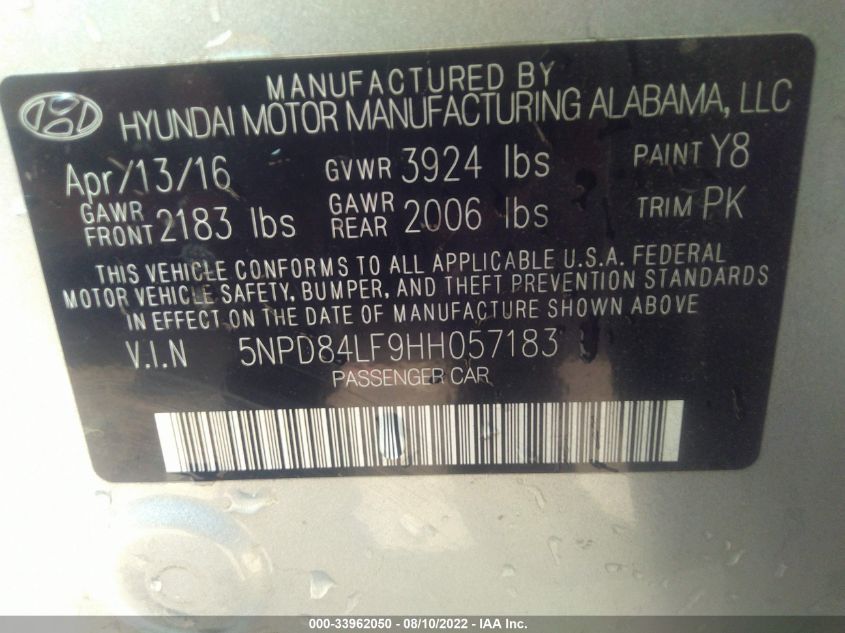 MANUFACTURED BY
HYUNDAI MOTOR MANUFACTURING ALABAMA, LLC
Apr/13/16 GVWR 3924 lbs PAINT Y8
GAWR FRONT 2183 lbs GAWR REAR 2006 lbs TRIM PK
THIS VEHICLE CONFORMS TO ALL APPLICABLE U.S.A. FEDERAL
MOTOR VEHICLE SAFETY, BUMPER, AND THEFT PREVENTION STANDARDS
IN EFFECT ON THE DATE OF MANUFACTURE SHOWN ABOVE
V.I.N 5NPD84LF9HH057183
PASSENGER CAR
000-33962050 - 08/10/2022 - IAA Inc.